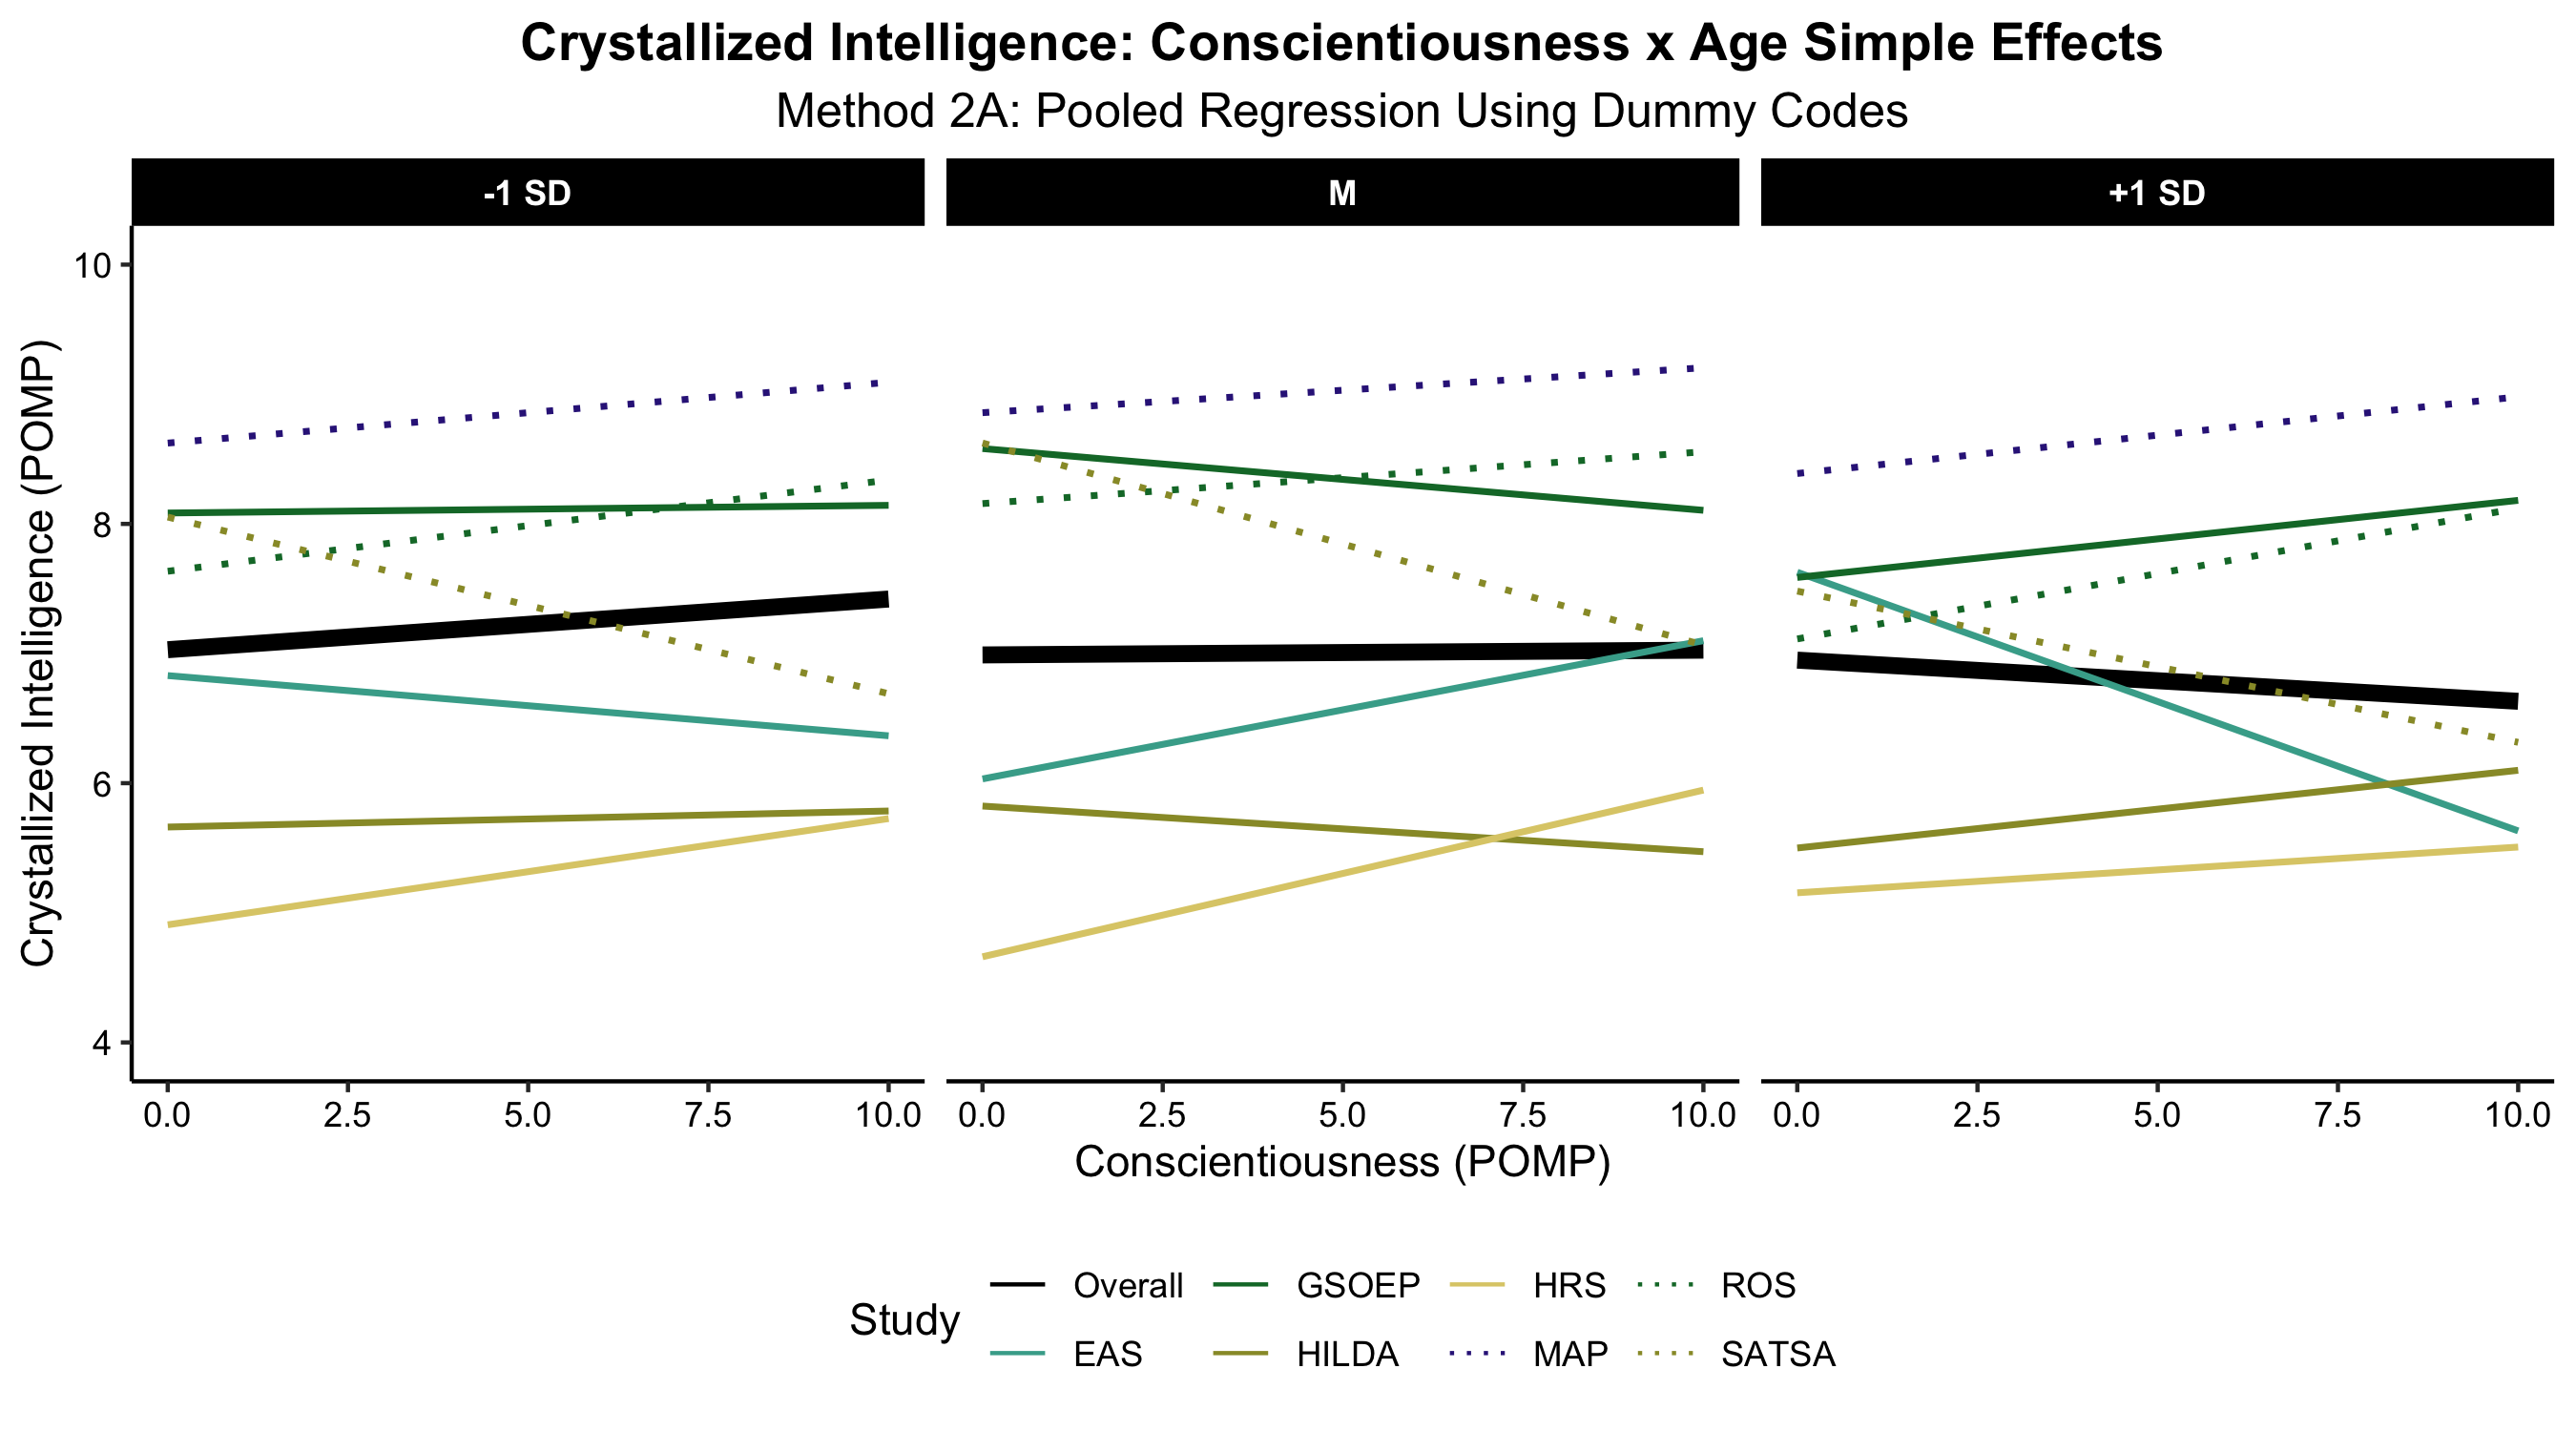 Crystallized Intelligence: Conscientiousness x Age Simple Effects
Method 2A: Pooled Regression Using Dummy Codes
-1 SD M +1 SD
Crystallized Intelligence (POMP)
10
8
6
4
0.0 2.5 5.0 7.5 10.0 0.0 2.5 5.0 7.5 10.0 0.0 2.5 5.0 7.5 10.0
Conscientiousness (POMP)
Study
Overall GSOEP HRS ROS
EAS HILDA MAP SATSA